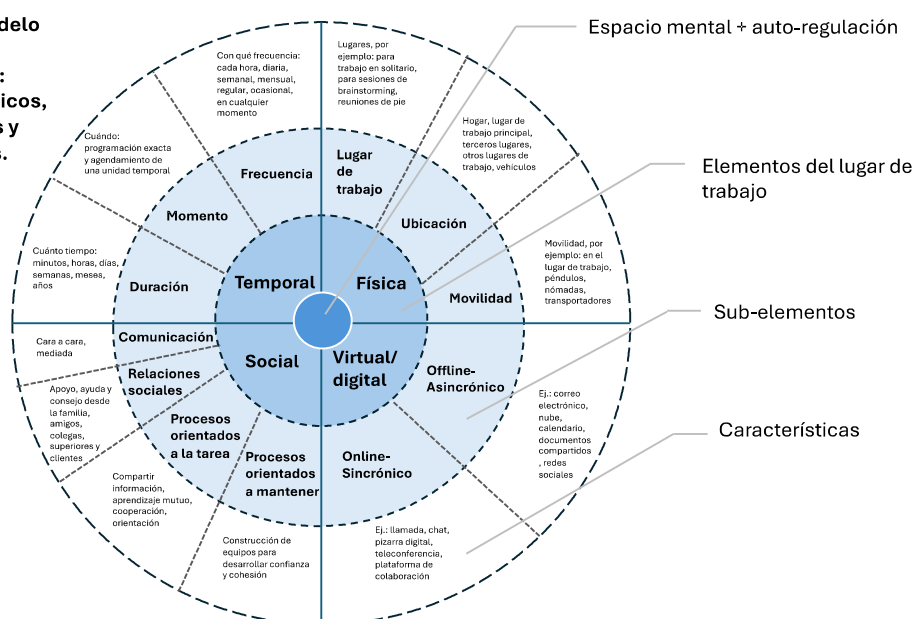 delo
:
icos,
s y
s.
Espacio mental + auto-regulación
Elementos del lugar de
trabajo
Sub-elementos
Características
Con qué frecuencia:
cada hora, diaria,
semanal, mensual,
regular, ocasional,
en cualquier
momento
Lugares, por
ejemplo: para
trabajo en solitario,
para sesiones de
brainstorming,
reuniones de pie
Cuándo:
programación exacta
y agendamiento de
una unidad temporal
Hogar, lugar de
trabajo principal,
terceros lugares,
otros lugares de
trabajo, vehículos
Cuánto tiempo:
minutos, horas, días,
semanas, meses,
años
Movilidad, por
ejemplo: en el
lugar de trabajo,
péndulos,
nómadas,
transportadores
Frecuencia
Lugar
de
trabajo
Momento
Ubicación
Duración
Movilidad
Temporal
Física
Social
Virtual/
digital
Comunicación
Relaciones
sociales
Procesos
orientados
a la tarea
Procesos
orientados
a mantener
Online-
Sincrónico
Offline-
Asincrónico
Cara a cara,
mediada
Apoyo, ayuda y
consejo desde
la familia,
amigos,
colegas,
superiores y
clientes
Compartir
información,
aprendizaje mutuo,
cooperación,
orientación
Construcción de
equipos para
desarrollar confianza
y cohesión
Ej.: llamada, chat,
pizarra digital,
teleconferencia,
plataforma de
colaboración
Ej.: correo
electrónico,
nube,
calendario,
documentos
compartidos
, redes
sociales